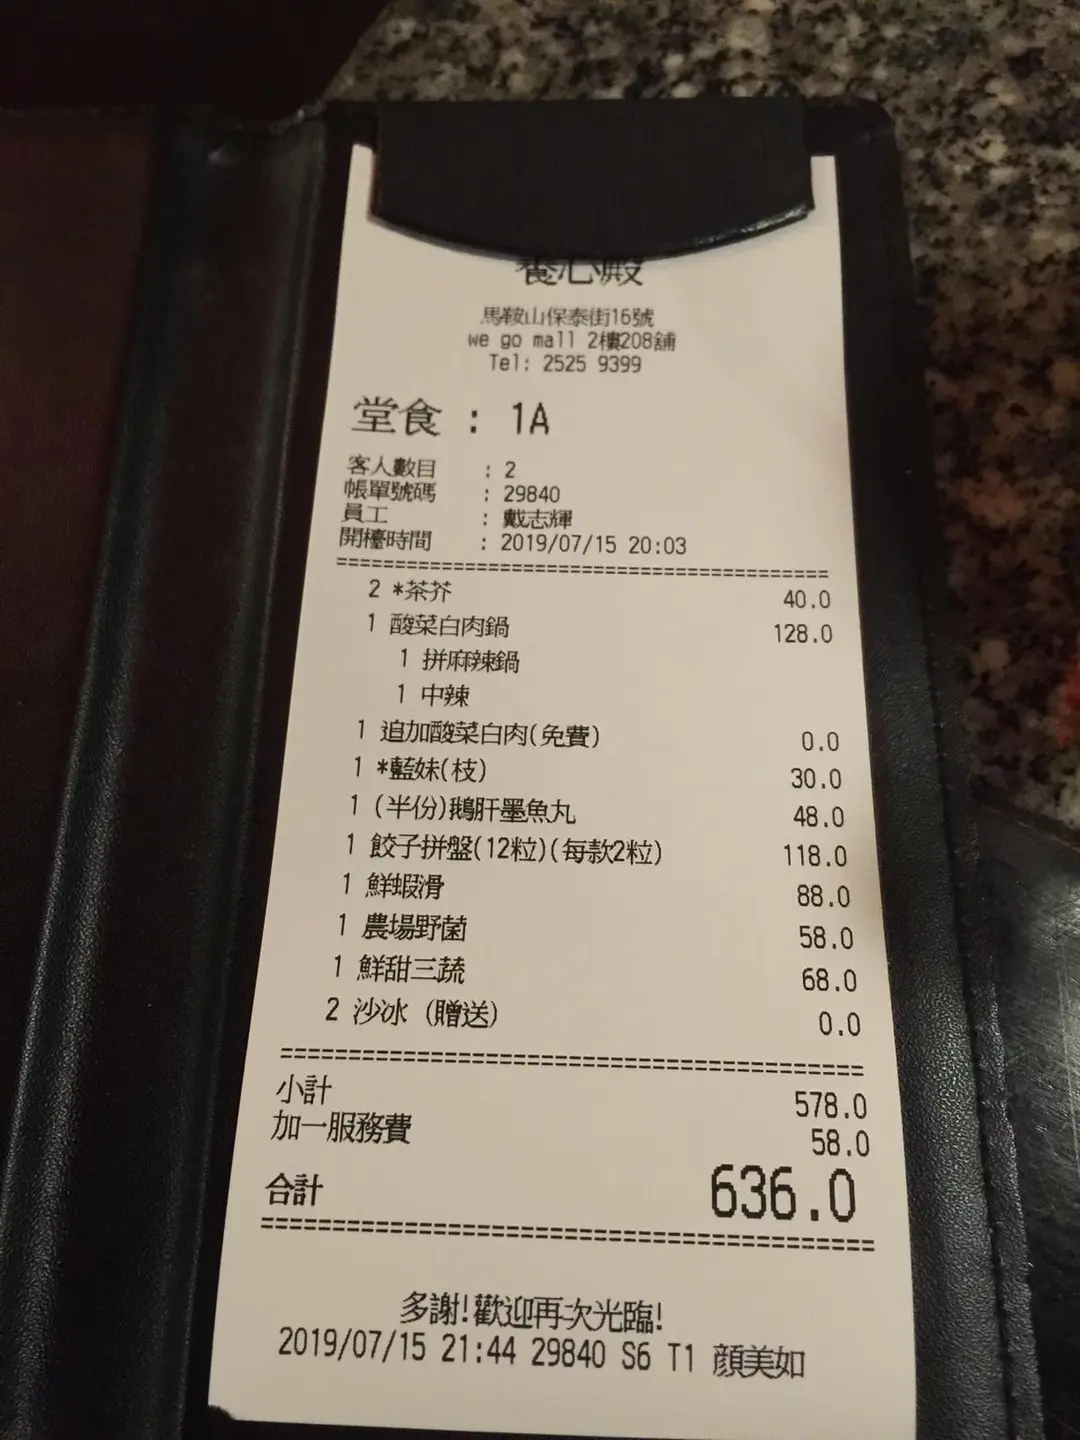 養心殿
馬鞍山保泰街16號
we go mall 2樓208舖
Tel: 2525 9399
堂食 : 1A
客人數目 : 2
帳單號碼 : 29840
員工 : 戴志輝
開檯時間 : 2019/07/15 20:03
2 *茶芥 40.0
1 酸菜白肉鍋 128.0
1 拼麻辣鍋
1 中辣
1 追加酸菜白肉(免費) 0.0
1 *藍妹(枝) 30.0
1 (半份)鵝肝墨魚丸 48.0
1 餃子拼盤(12粒)(每款2粒) 118.0
1 鮮蝦滑 88.0
1 農場野菌 58.0
1 鮮甜三蔬 68.0
2 沙冰 (贈送) 0.0
小計 578.0
加一服務費 58.0
合計 636.0
多謝!歡迎再次光臨!
2019/07/15 21:44 29840 S6 T1 顏美如